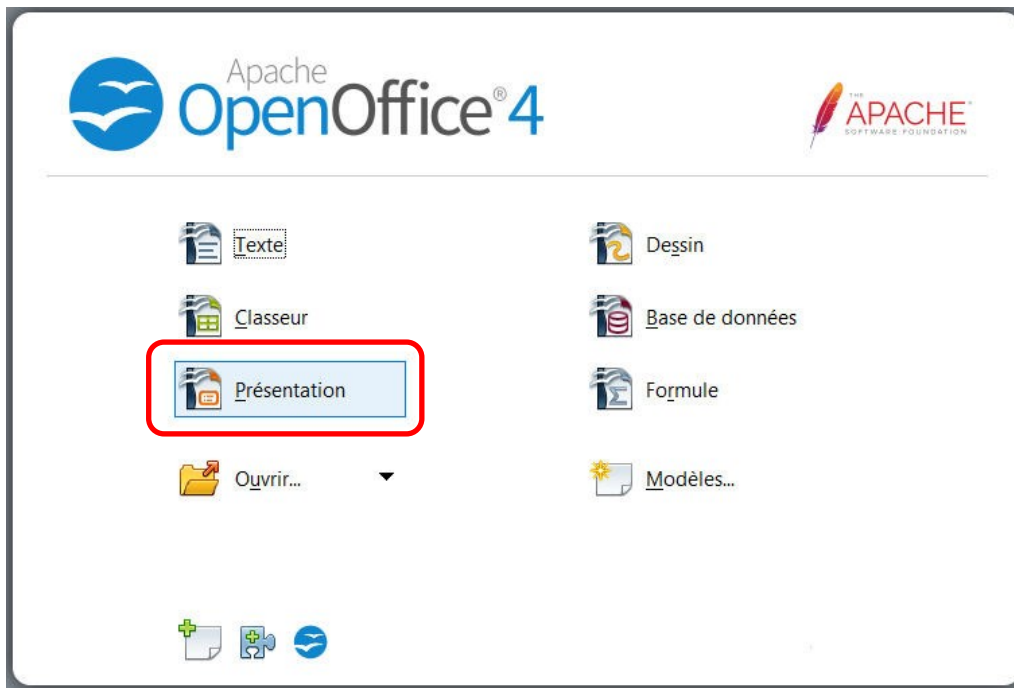 Apache
OpenOffice® 4
THE
APACHE®
SOFTWARE FOUNDATION
Texte
Dessin
Classeur
Base de données
Présentation
Formule
Ouvrir...
Modèles...